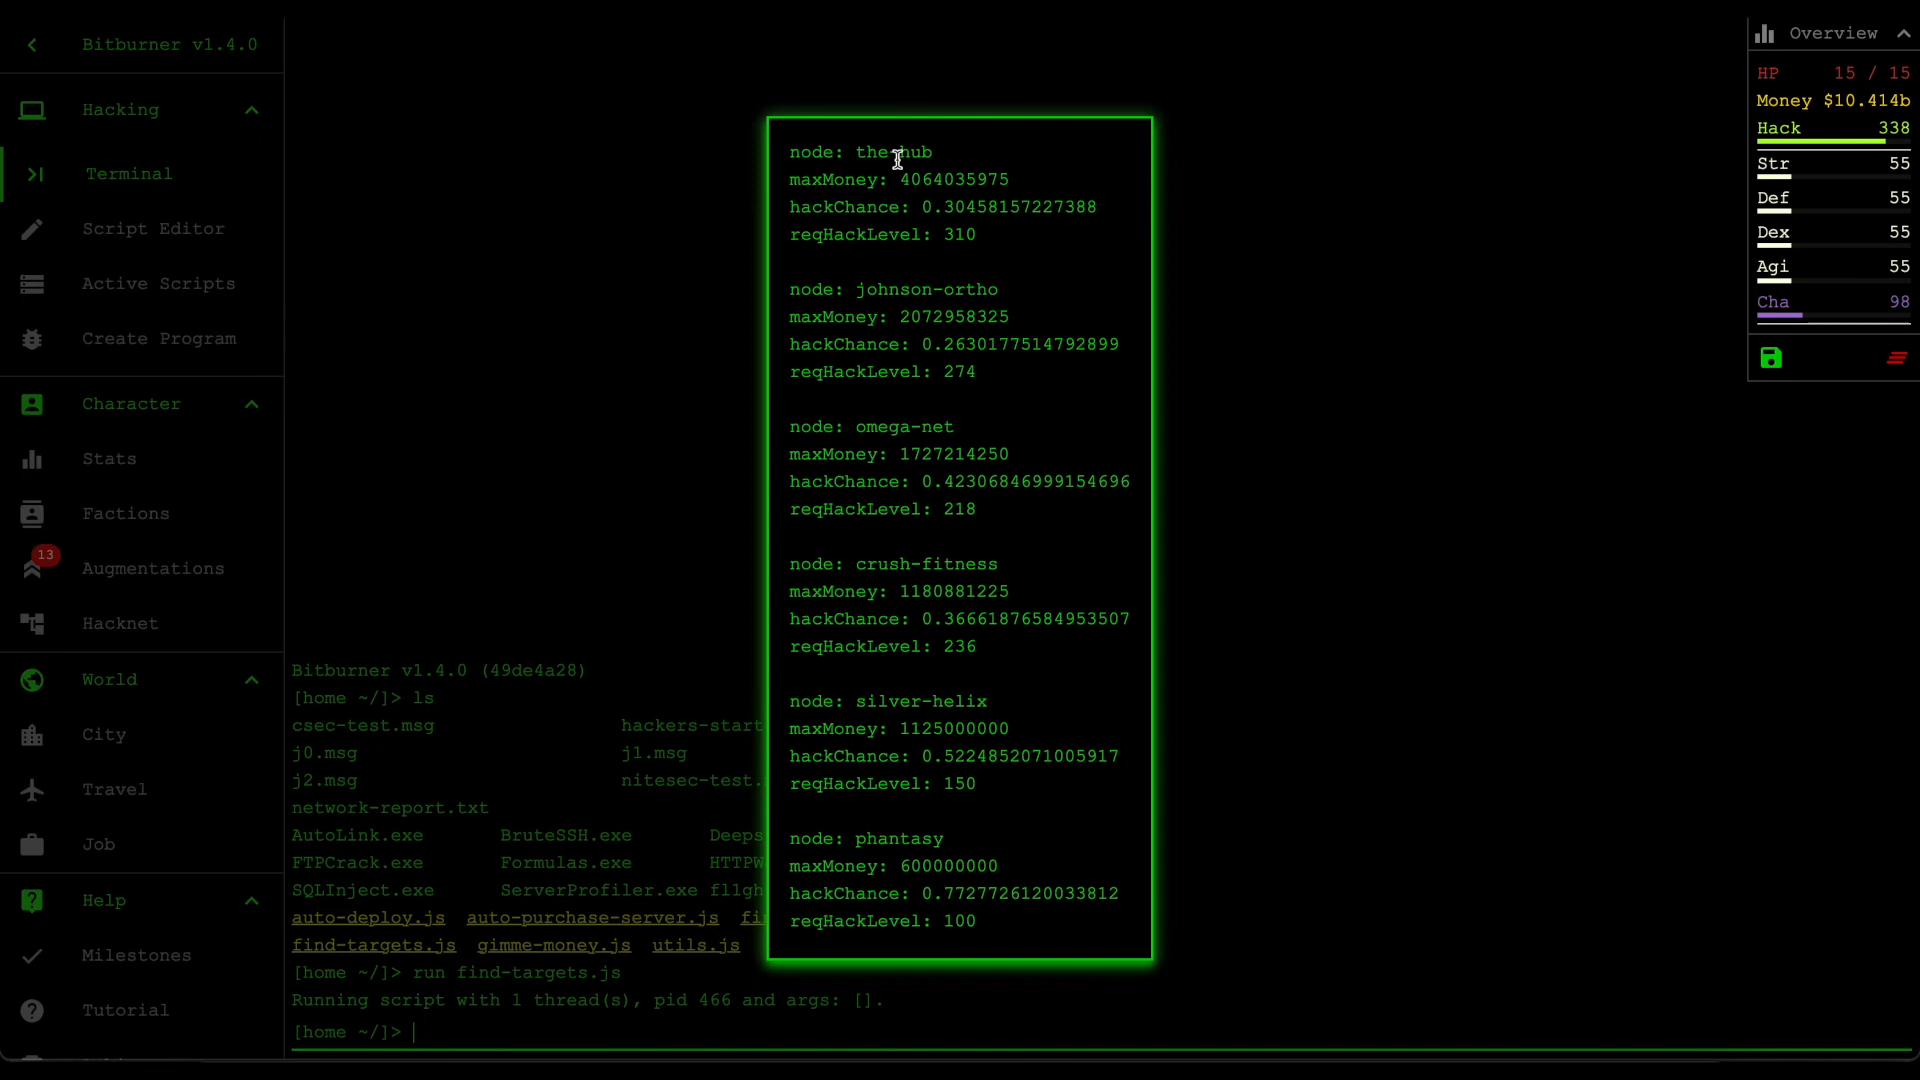 Bitburner v1.4.0
Hacking
Terminal
Script Editor
Active Scripts
Create Program
Character
Stats
Factions
13
Augmentations
Hacknet
World
City
Travel
Job
Help
Milestones
Tutorial
Bitburner v1.4.0 (49de4a28)
[home ~/]> ls
csec-test.msg hackers-start
j0.msg j1.msg
j2.msg nitesec-test.
network-report.txt
AutoLink.exe BruteSSH.exe Deeps
FTPCrack.exe Formulas.exe HTTPW
SQLInject.exe ServerProfiler.exe fl1gh
auto-deploy.js auto-purchase-server.js
find-targets.js gimme-money.js utils.js
[home ~/]> run find-targets.js
Running script with 1 thread(s), pid 466 and args: [].
[home ~/]>
node: the-hub
maxMoney: 4064035975
hackChance: 0.30458157227388
reqHackLevel: 310
node: johnson-ortho
maxMoney: 2072958325
hackChance: 0.2630177514792899
reqHackLevel: 274
node: omega-net
maxMoney: 1727214250
hackChance: 0.42306846999154696
reqHackLevel: 218
node: crush-fitness
maxMoney: 1180881225
hackChance: 0.36661876584953507
reqHackLevel: 236
node: silver-helix
maxMoney: 1125000000
hackChance: 0.5224852071005917
reqHackLevel: 150
node: phantasy
maxMoney: 600000000
hackChance: 0.7727726120033812
reqHackLevel: 100
Overview
HP 15 / 15
Money $10.414b
Hack 338
Str 55
Def 55
Dex 55
Agi 55
Cha 98